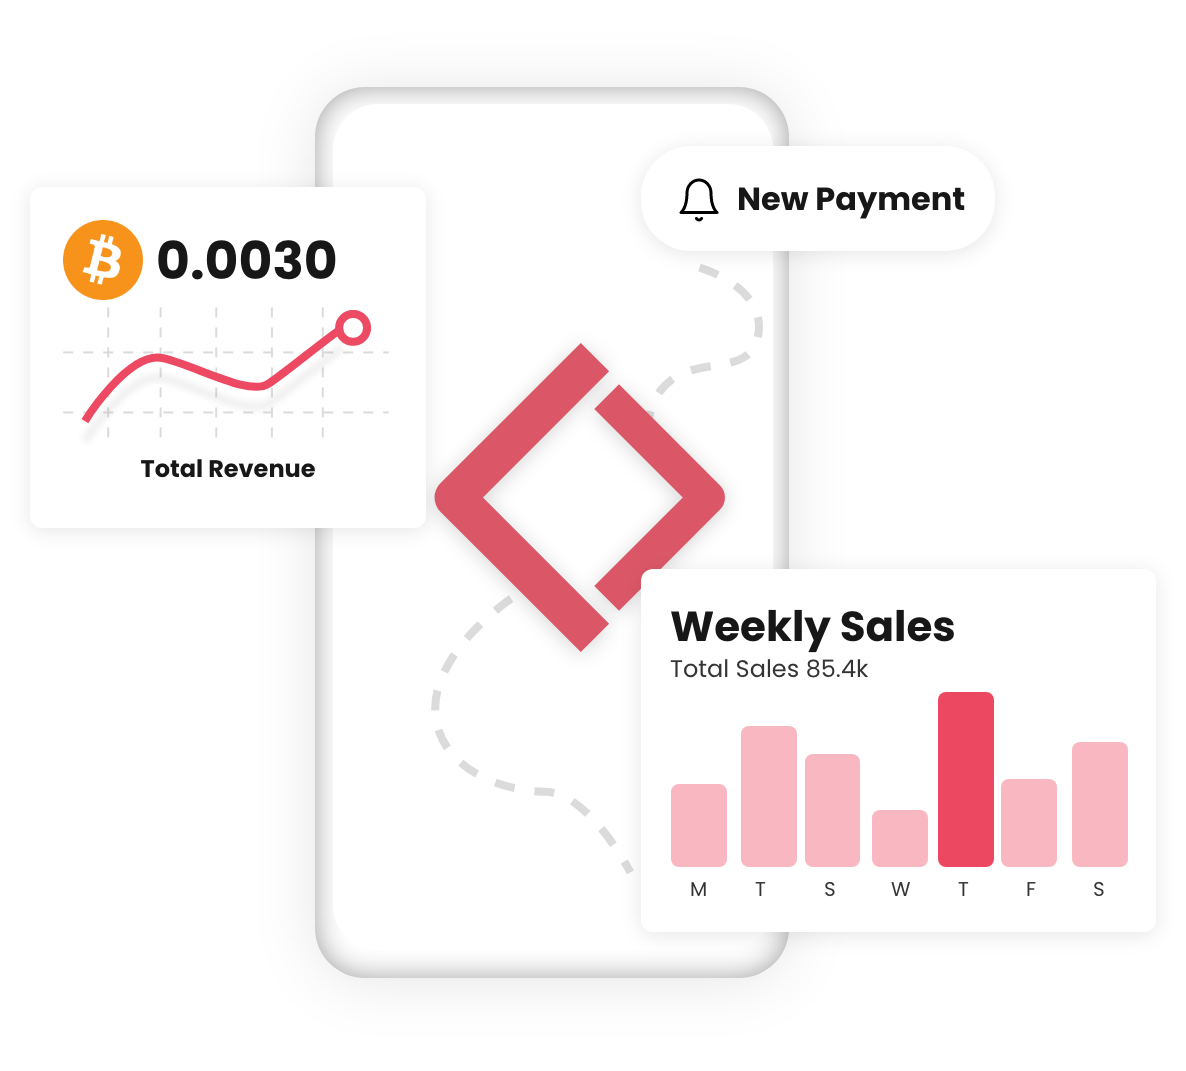 New Payment
0.0030
Total Revenue
Weekly Sales
Total Sales 85.4k
M T S W T F S